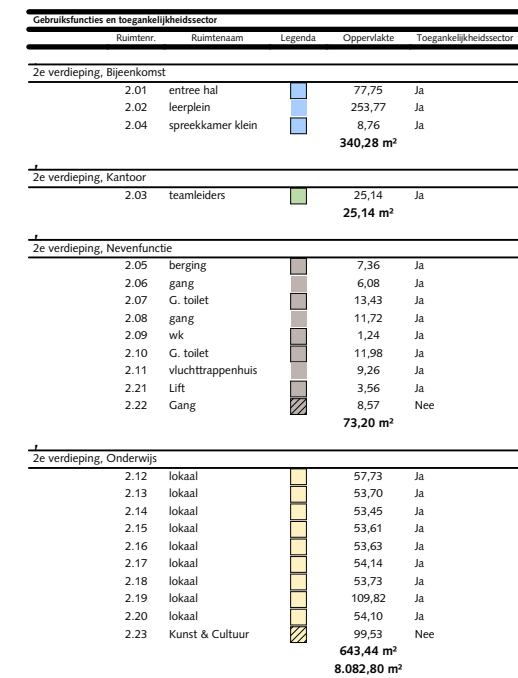 Gebruiksfuncties en toegankelijkheidssector
Ruimtenr. Ruimtenaam Legenda Oppervlakte Toegankelijkheidssector
2e verdieping, Bijeenkomst
2.01 entree hal 77,75 Ja
2.02 leerplein 253,77 Ja
2.04 spreekkamer klein 8,76 Ja
340,28 m²
2e verdieping, Kantoor
2.03 teamleiders 25,14 Ja
25,14 m²
2e verdieping, Nevenfunctie
2.05 berging 7,36 Ja
2.06 gang 6,08 Ja
2.07 G. toilet 13,43 Ja
2.08 gang 11,72 Ja
2.09 wk 1,24 Ja
2.10 G. toilet 11,98 Ja
2.11 vluchttrappenhuis 9,26 Ja
2.21 Lift 3,56 Ja
2.22 Gang 8,57 Nee
73,20 m²
2e verdieping, Onderwijs
2.12 lokaal 57,73 Ja
2.13 lokaal 53,70 Ja
2.14 lokaal 53,45 Ja
2.15 lokaal 53,61 Ja
2.16 lokaal 53,63 Ja
2.17 lokaal 54,14 Ja
2.18 lokaal 53,73 Ja
2.19 lokaal 109,82 Ja
2.20 lokaal 54,10 Ja
2.23 Kunst & Cultuur 99,53 Nee
643,44 m²
8.082,80 m²